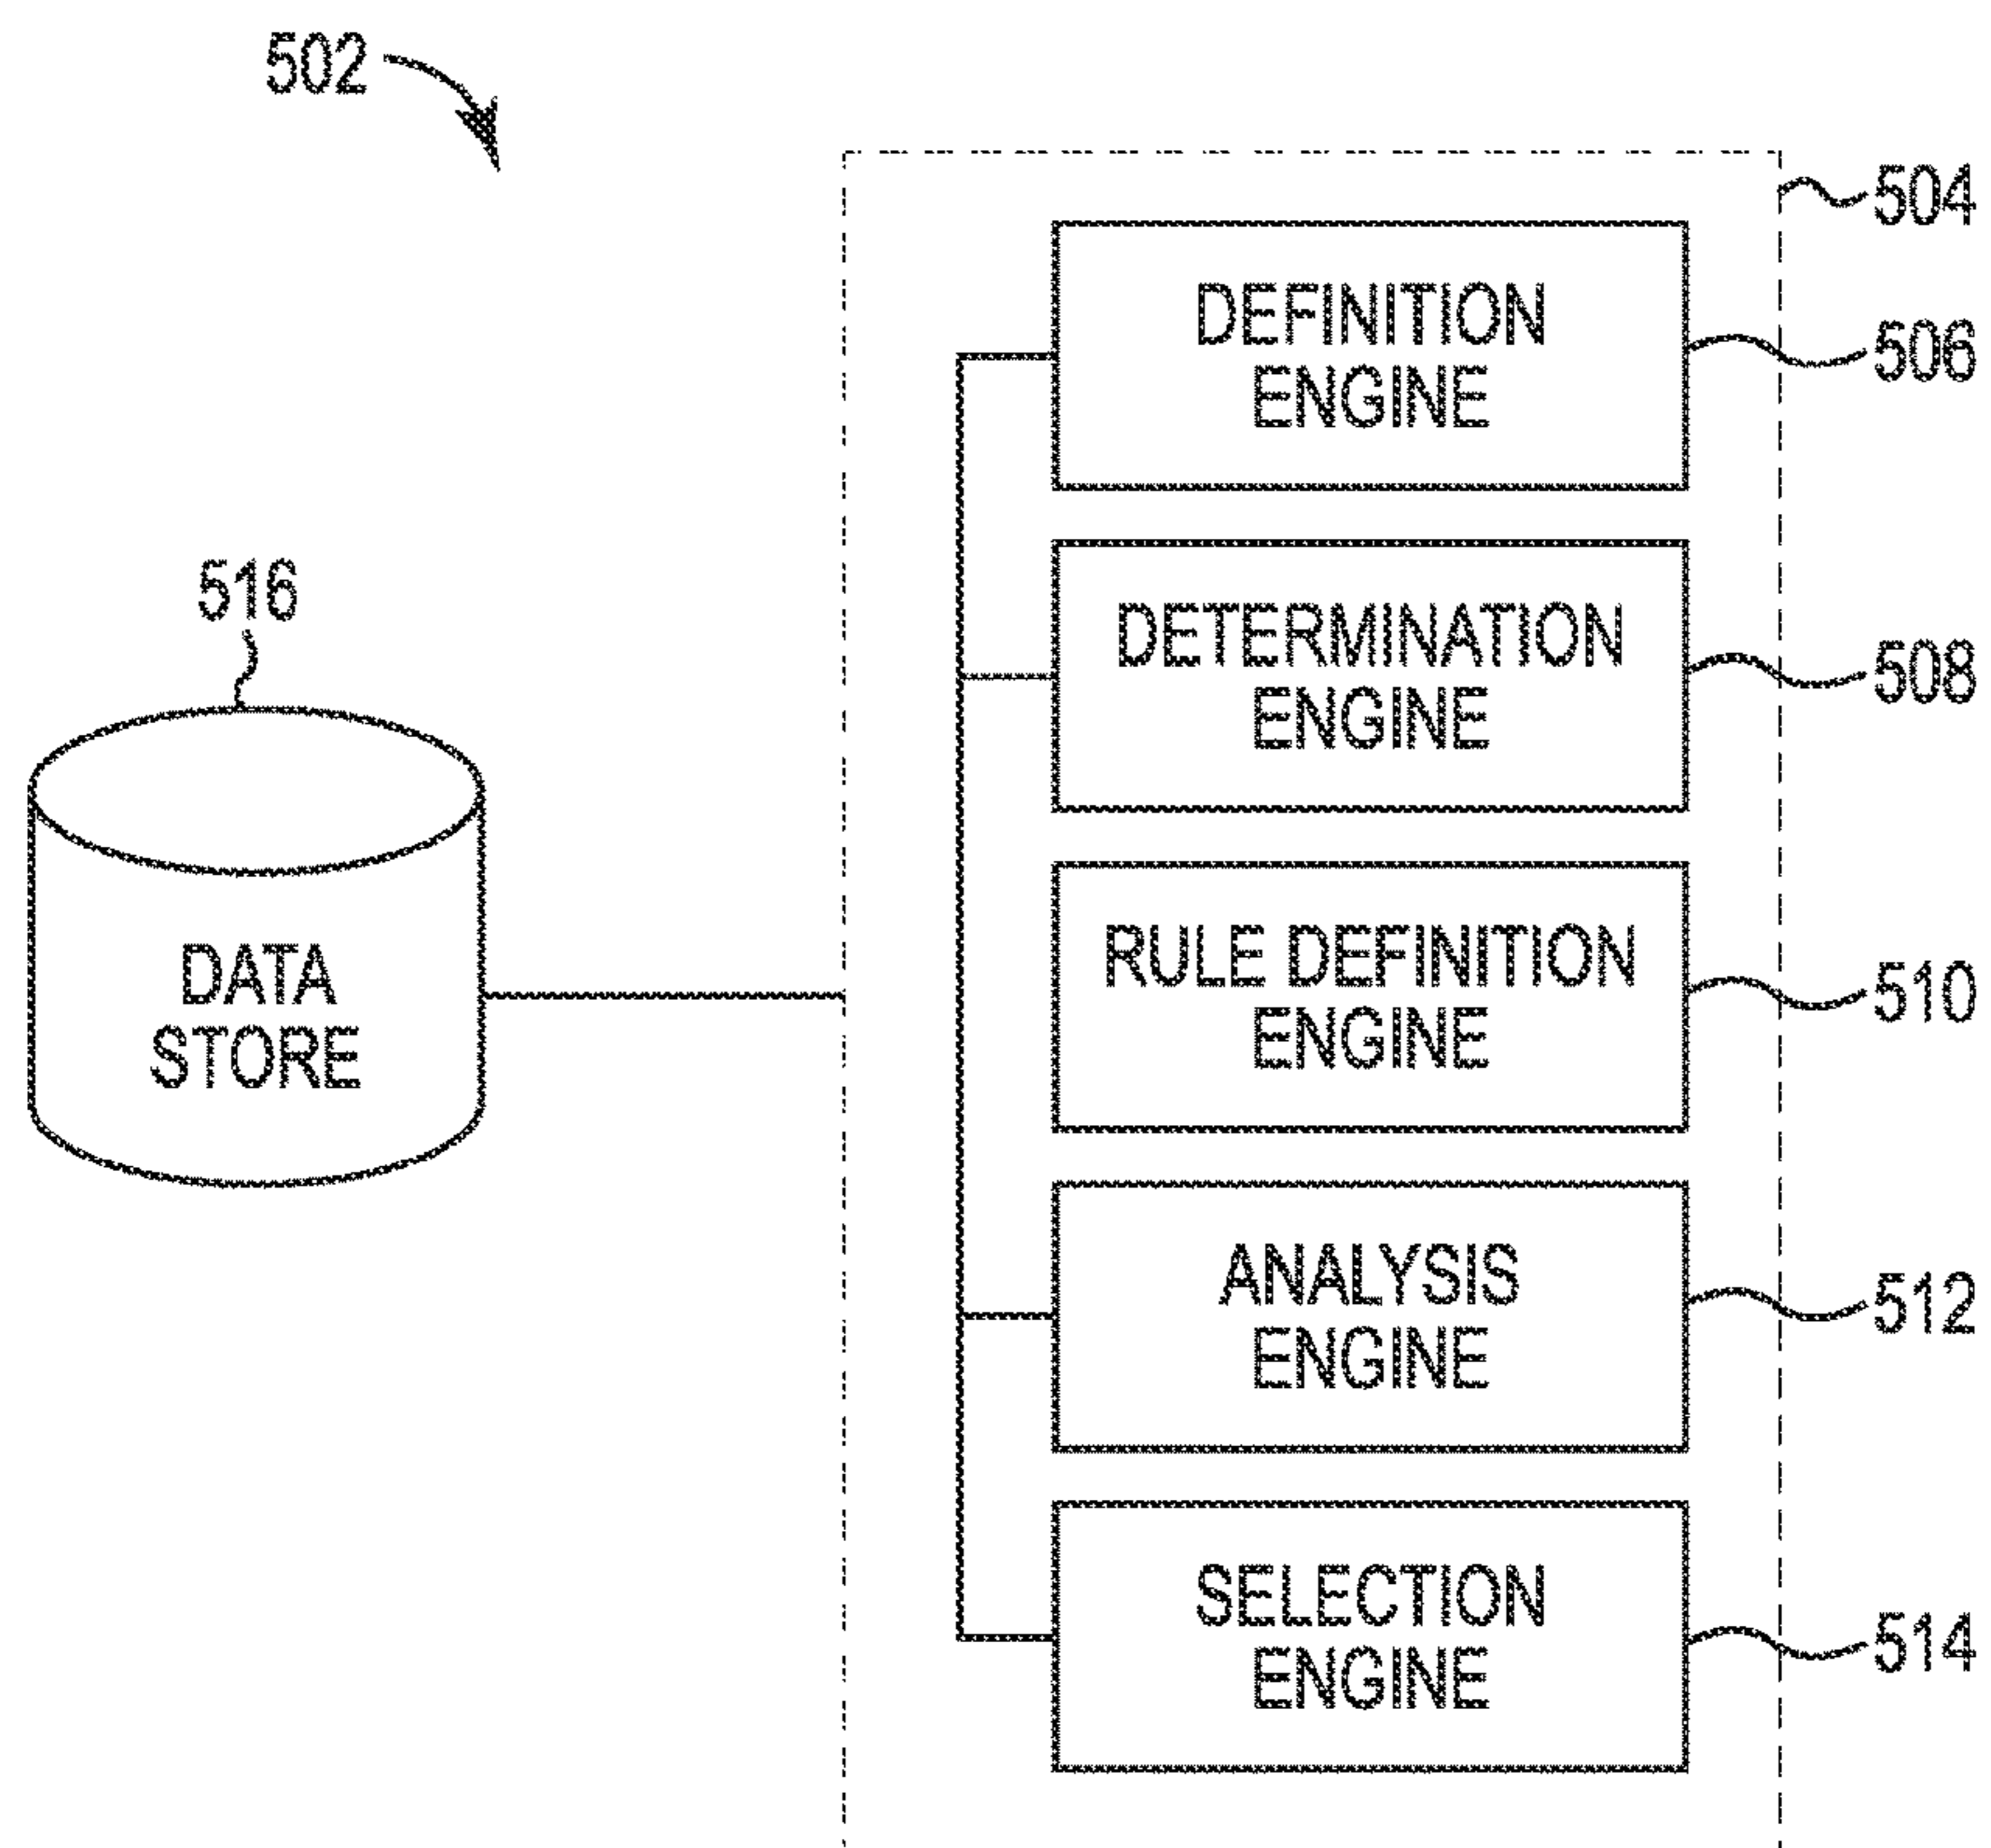 502
504
DEFINITION
ENGINE
506
516
DETERMINATION
ENGINE
508
DATA
STORE
RULE DEFINITION
ENGINE
510
ANALYSIS
ENGINE
512
SELECTION
ENGINE
514